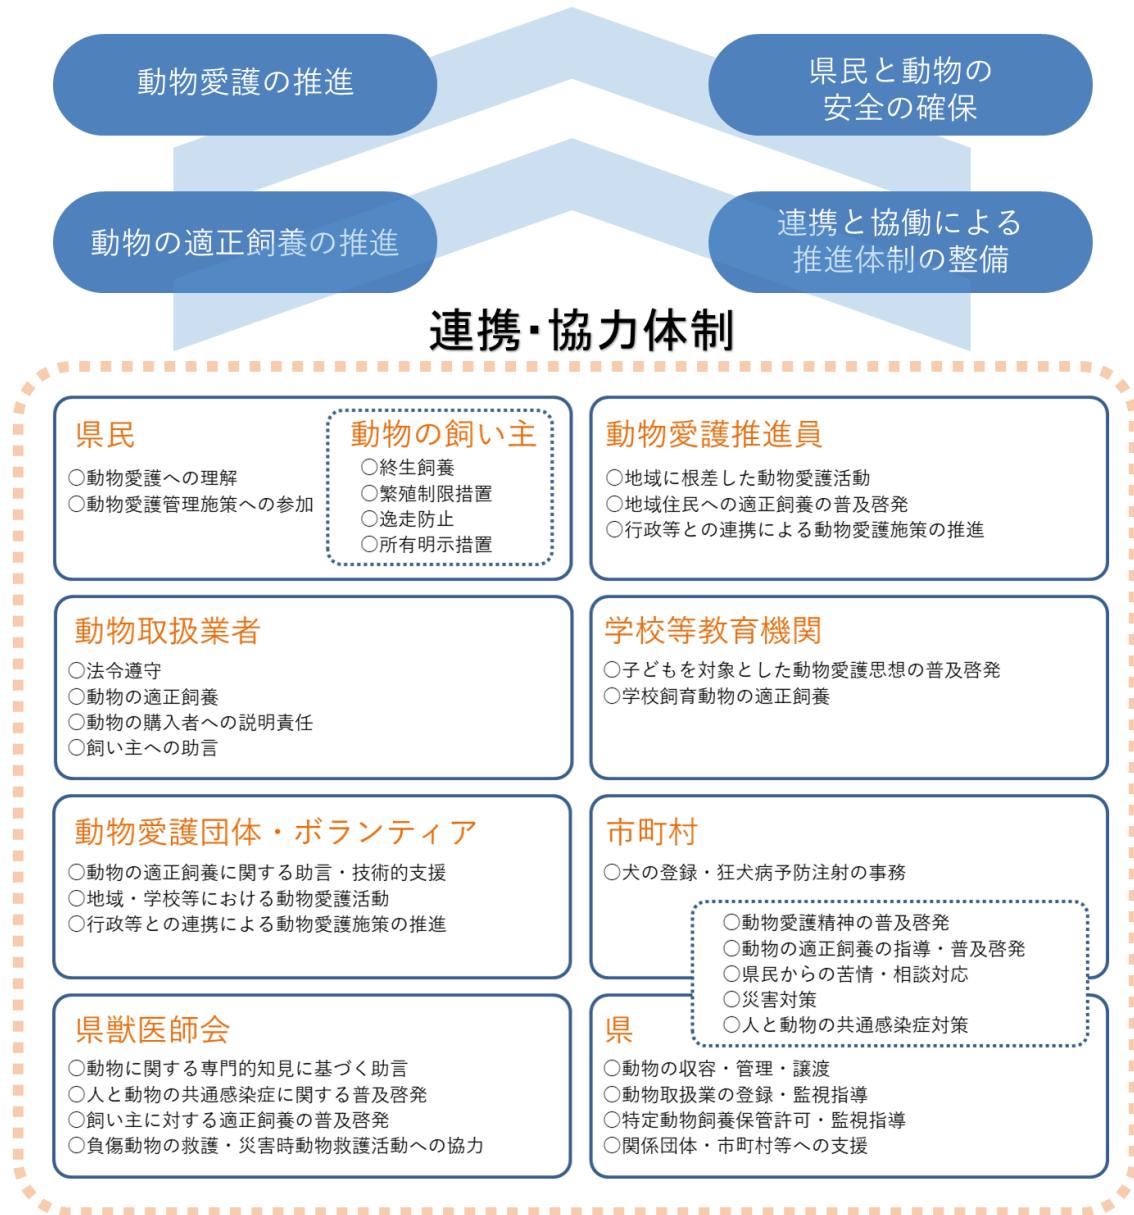 動物愛護の推進
県民と動物の
安全の確保
動物の適正飼養の推進
連携と協働による
推進体制の整備
連携・協力体制
県民
○動物愛護への理解
○動物愛護管理施策への参加
動物の飼い主
○終生飼養
○繁殖制限措置
○逸走防止
○所有明示措置
動物愛護推進員
○地域に根差した動物愛護活動
○地域住民への適正飼養の普及啓発
○行政等との連携による動物愛護施策の推進
動物取扱業者
○法令遵守
○動物の適正飼養
○動物の購入者への説明責任
○飼い主への助言
学校等教育機関
○子どもを対象とした動物愛護思想の普及啓発
○学校飼育動物の適正飼養
動物愛護団体・ボランティア
○動物の適正飼養に関する助言・技術的支援
○地域・学校等における動物愛護活動
○行政等との連携による動物愛護施策の推進
市町村
○犬の登録・狂犬病予防注射の事務
○動物愛護精神の普及啓発
○動物の適正飼養の指導・普及啓発
○県民からの苦情・相談対応
○災害対策
○人と動物の共通感染症対策
県獣医師会
○動物に関する専門的知見に基づく助言
○人と動物の共通感染症に関する普及啓発
○飼い主に対する適正飼養の普及啓発
○負傷動物の救護・災害時動物救護活動への協力
県
○動物の収容・管理・譲渡
○動物取扱業の登録・監視指導
○特定動物飼養保管許可・監視指導
○関係団体・市町村等への支援